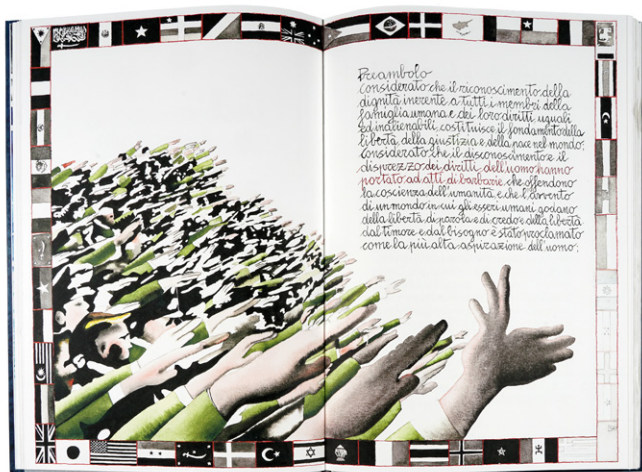 Preambolo
considerato che il riconoscimento della
dignità inerente a tutti i membri della
famiglia umana e dei loro diritti, uguali
ed inalienabili, costituisce il fondamento della
libertà, della giustizia e della pace nel mondo;
considerato che il disconoscimento e il
disprezzo dei diritti dell'uomo hanno
portato ad atti di barbarie che offendono
la coscienza dell'umanità e che l'avvento
di un mondo in cui gli esseri umani godano
della libertà di parola e di credo e della libertà
dal timore e dal bisogno è stato proclamato
come la più alta aspirazione dell'uomo;